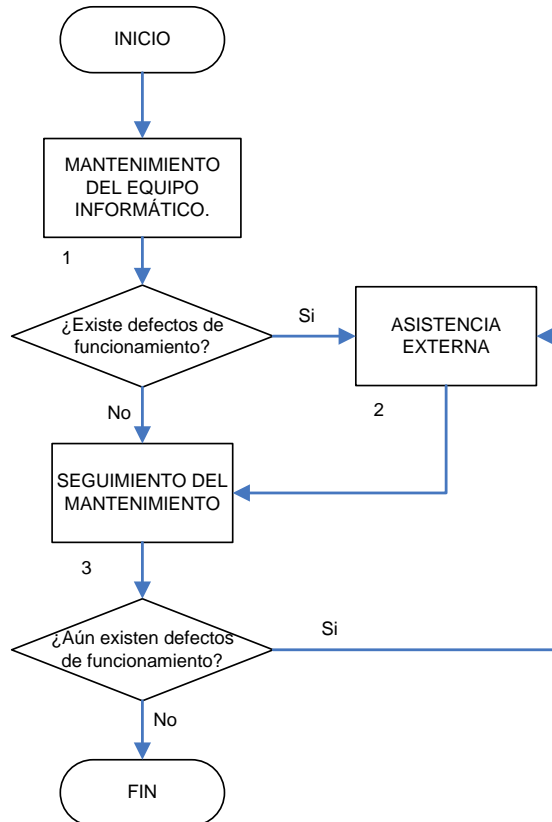 INICIO
MANTENIMIENTO
DEL EQUIPO
INFORMÁTICO.
1
¿Existe defectos de
funcionamiento?
Si
ASISTENCIA
EXTERNA
No
2
SEGUIMIENTO DEL
MANTENIMIENTO
3
¿Aún existen defectos
de funcionamiento?
Si
No
FIN